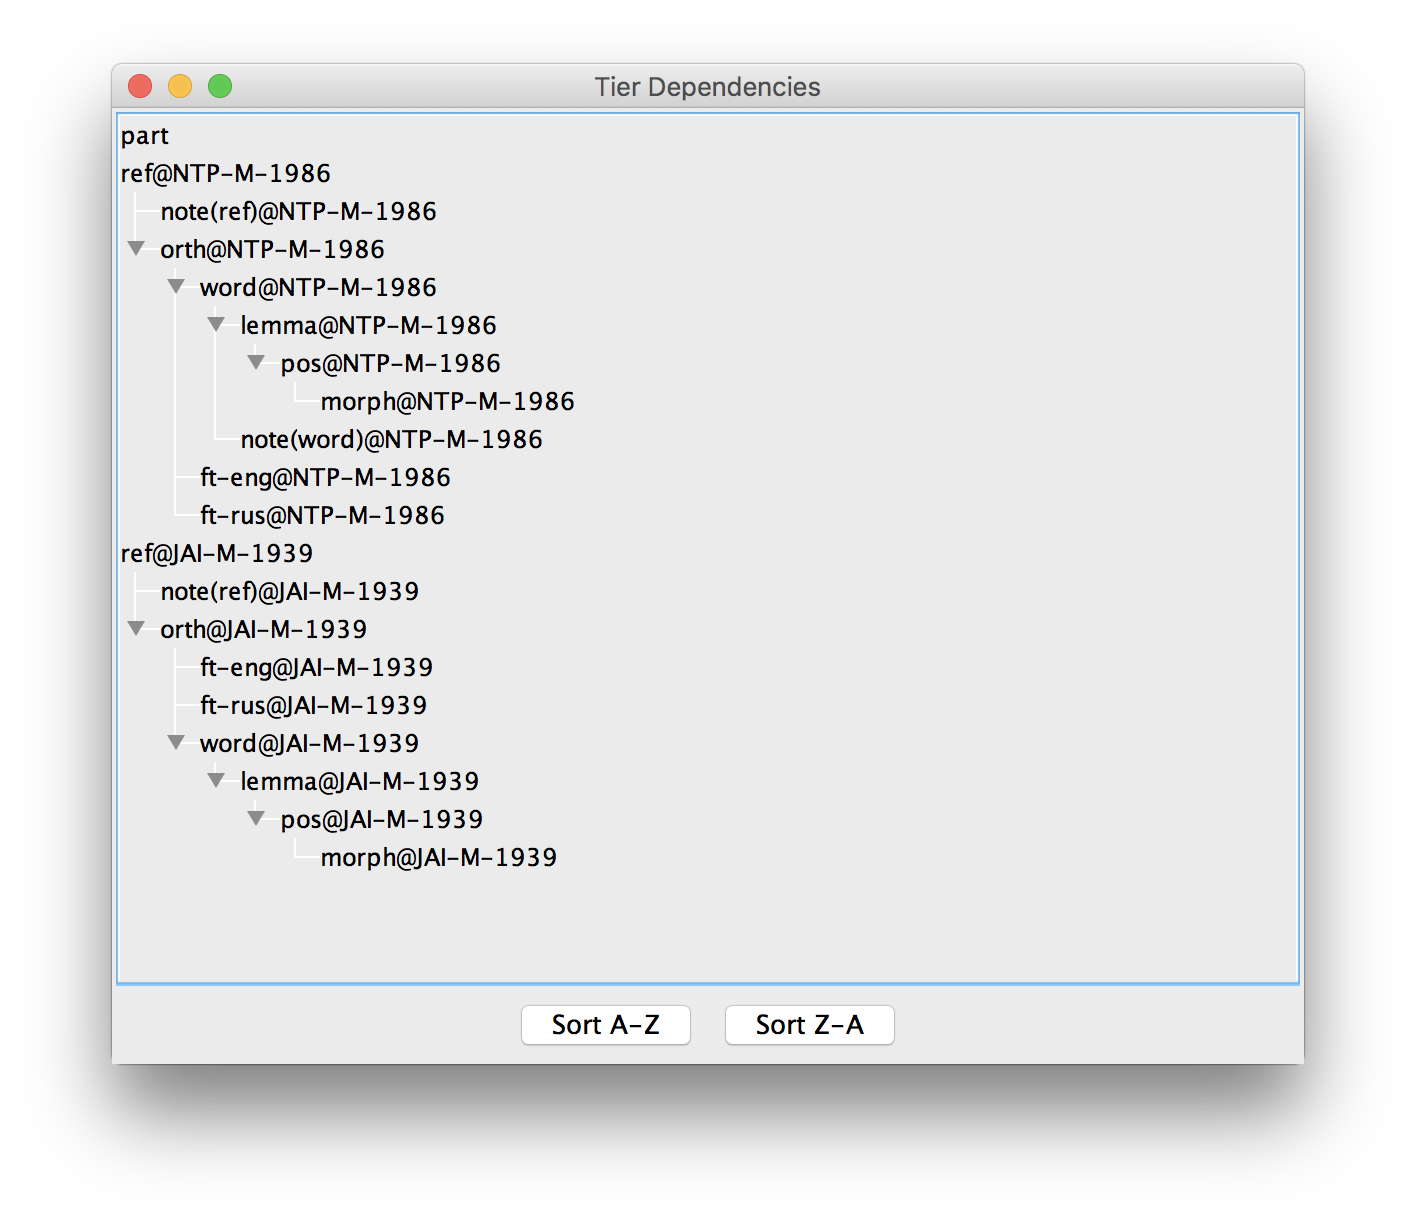 Tier Dependencies
part
ref@NTP-M-1986
note(ref)@NTP-M-1986
orth@NTP-M-1986
word@NTP-M-1986
lemma@NTP-M-1986
pos@NTP-M-1986
morph@NTP-M-1986
note(word)@NTP-M-1986
ft-eng@NTP-M-1986
ft-rus@NTP-M-1986
ref@JAI-M-1939
note(ref)@JAI-M-1939
orth@JAI-M-1939
ft-eng@JAI-M-1939
ft-rus@JAI-M-1939
word@JAI-M-1939
lemma@JAI-M-1939
pos@JAI-M-1939
morph@JAI-M-1939
Sort A-Z Sort Z-A